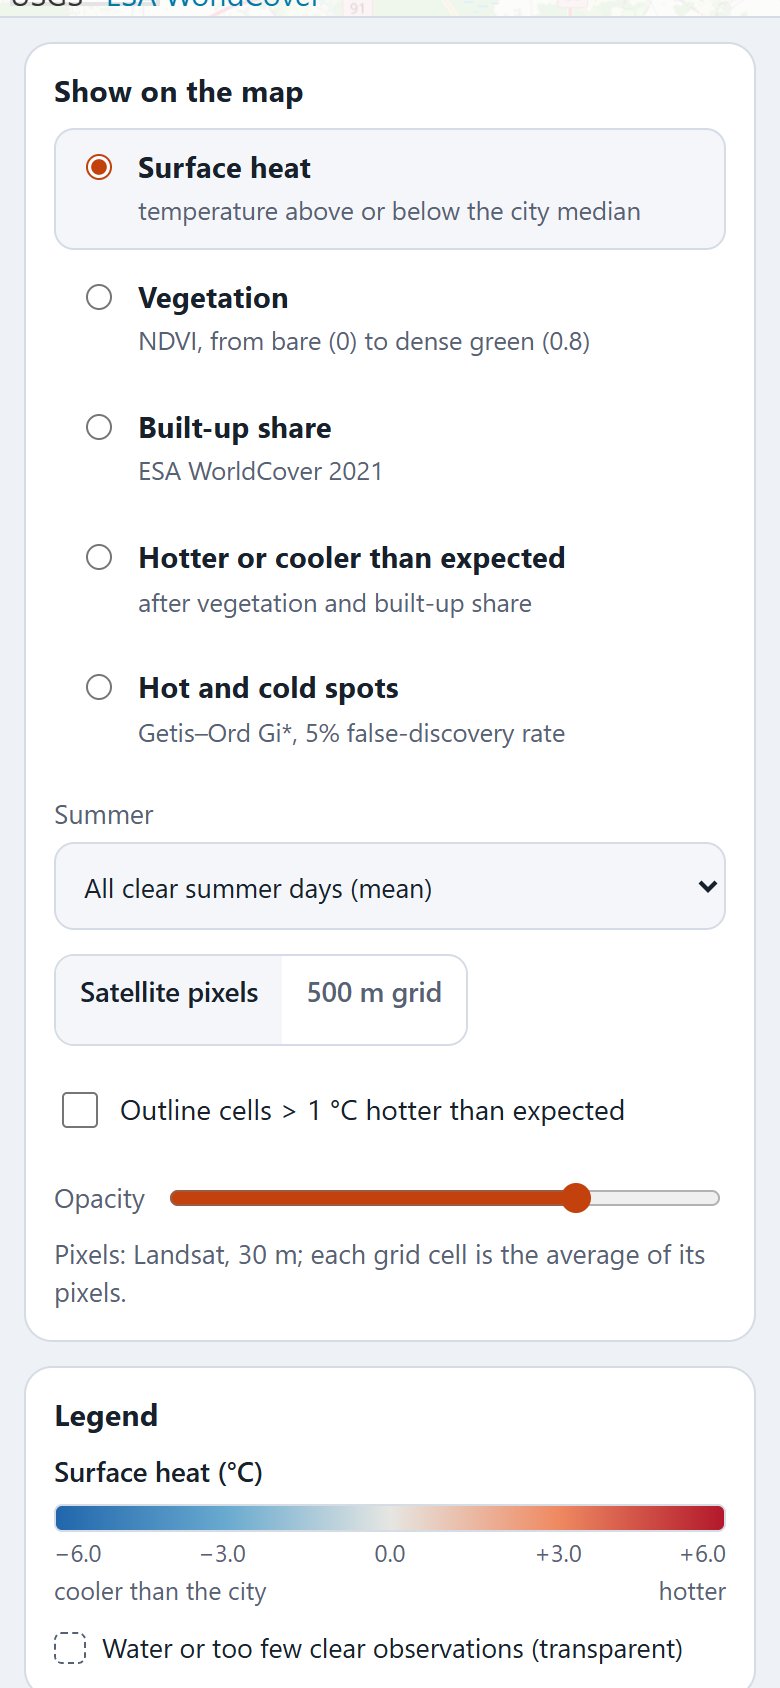 USGS ESA WorldCover
91
Show on the map
Surface heat
temperature above or below the city median
Vegetation
NDVI, from bare (0) to dense green (0.8)
Built-up share
ESA WorldCover 2021
Hotter or cooler than expected
after vegetation and built-up share
Hot and cold spots
Getis–Ord Gi*, 5% false-discovery rate
Summer
All clear summer days (mean)
Satellite pixels 500 m grid
Outline cells > 1 °C hotter than expected
Opacity
Pixels: Landsat, 30 m; each grid cell is the average of its
pixels.
Legend
Surface heat (°C)
−6.0 −3.0 0.0 +3.0 +6.0
cooler than the city hotter
Water or too few clear observations (transparent)